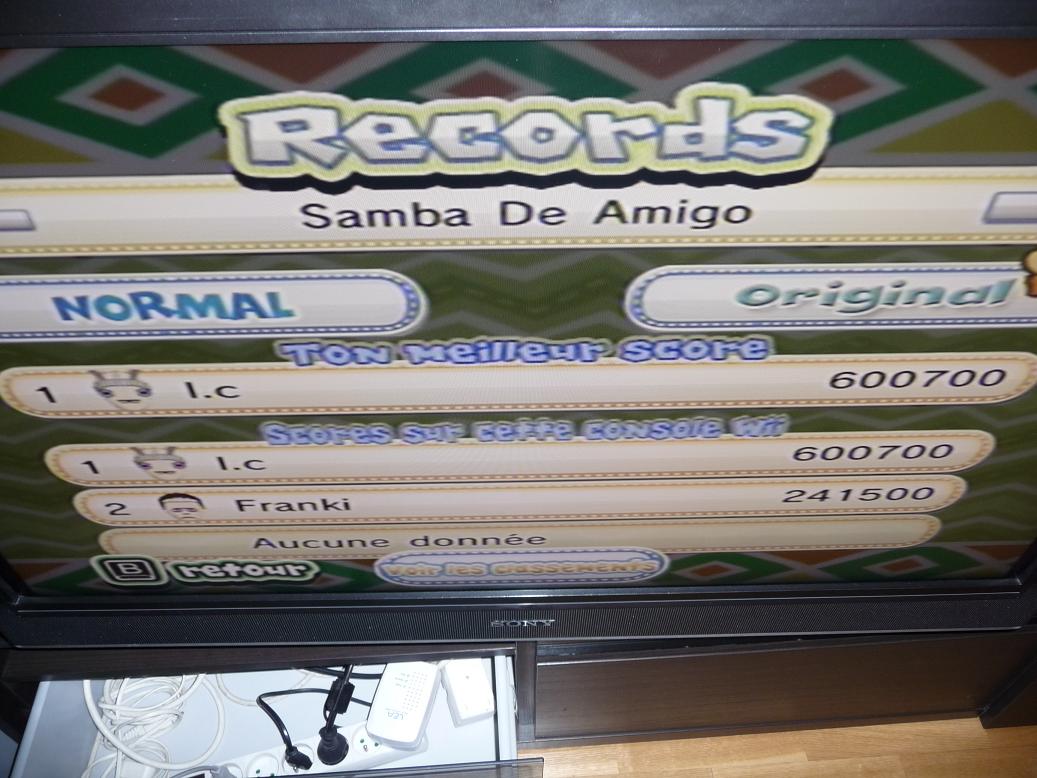 Records
Samba De Amigo
NORMAL
Original
Ton meilleur score
1 l.c 600700
Scores sur cette console Wii
1 l.c 600700
2 Franki 241500
Aucune donnée
B retour
voir les classements
SONY
LEA